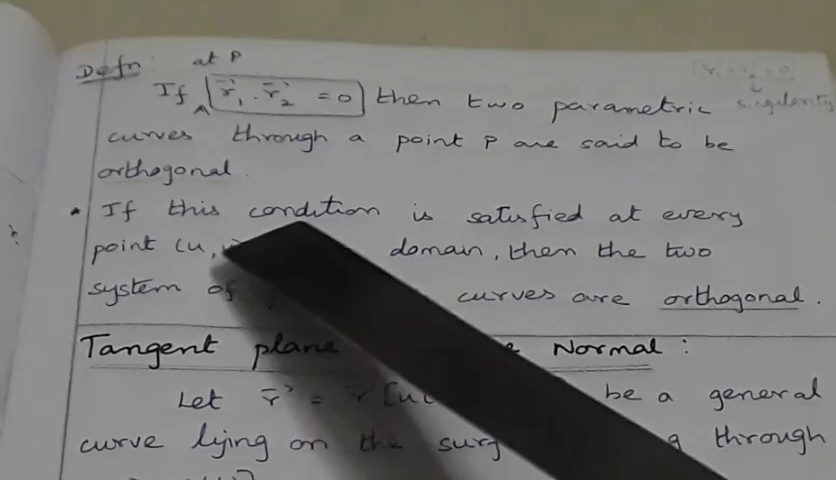 Defn: at P
If r̄₁ . r̄₂ = 0 then two parametric
singularity
curves through a point P are said to be
orthogonal.
* If this condition is satisfied at every
point (u, domain, then the two
system of curves are orthogonal.
Tangent plane Normal:
Let r̄ = r̄ [u be a general
curve lying on the through